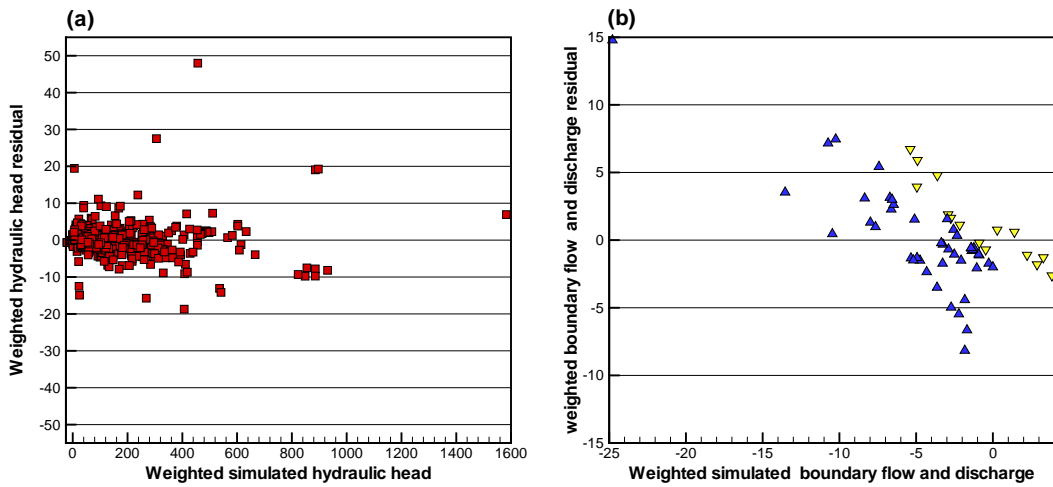 (a)
50
40
30
20
10
0
-10
-20
-30
-40
-50
Weighted hydraulic head residual
0 200 400 600 800 1000 1200 1400 1600
Weighted simulated hydraulic head
(b)
15
10
5
0
-5
-10
-15
weighted boundary flow and discharge residual
-25 -20 -15 -10 -5 0
Weighted simulated boundary flow and discharge